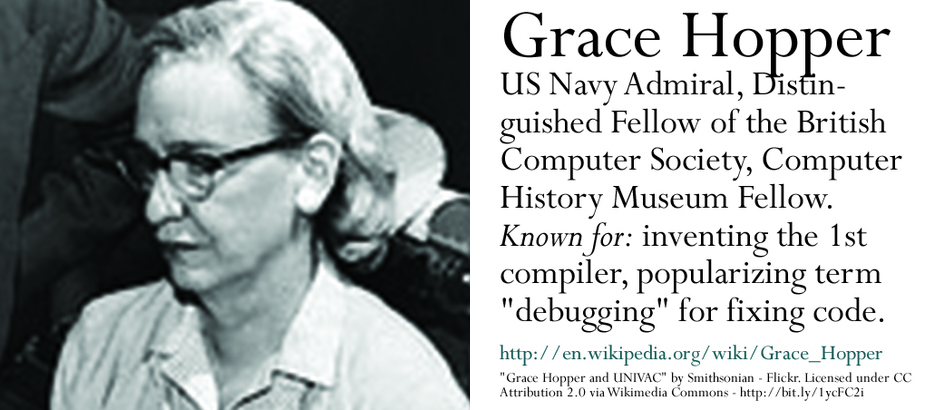 Grace Hopper
US Navy Admiral, Distin-
guished Fellow of the British
Computer Society, Computer
History Museum Fellow.
Known for: inventing the 1st
compiler, popularizing term
"debugging" for fixing code.
http://en.wikipedia.org/wiki/Grace_Hopper
"Grace Hopper and UNIVAC" by Smithsonian - Flickr. Licensed under CC
Attribution 2.0 via Wikimedia Commons - http://bit.ly/1ycFC2i